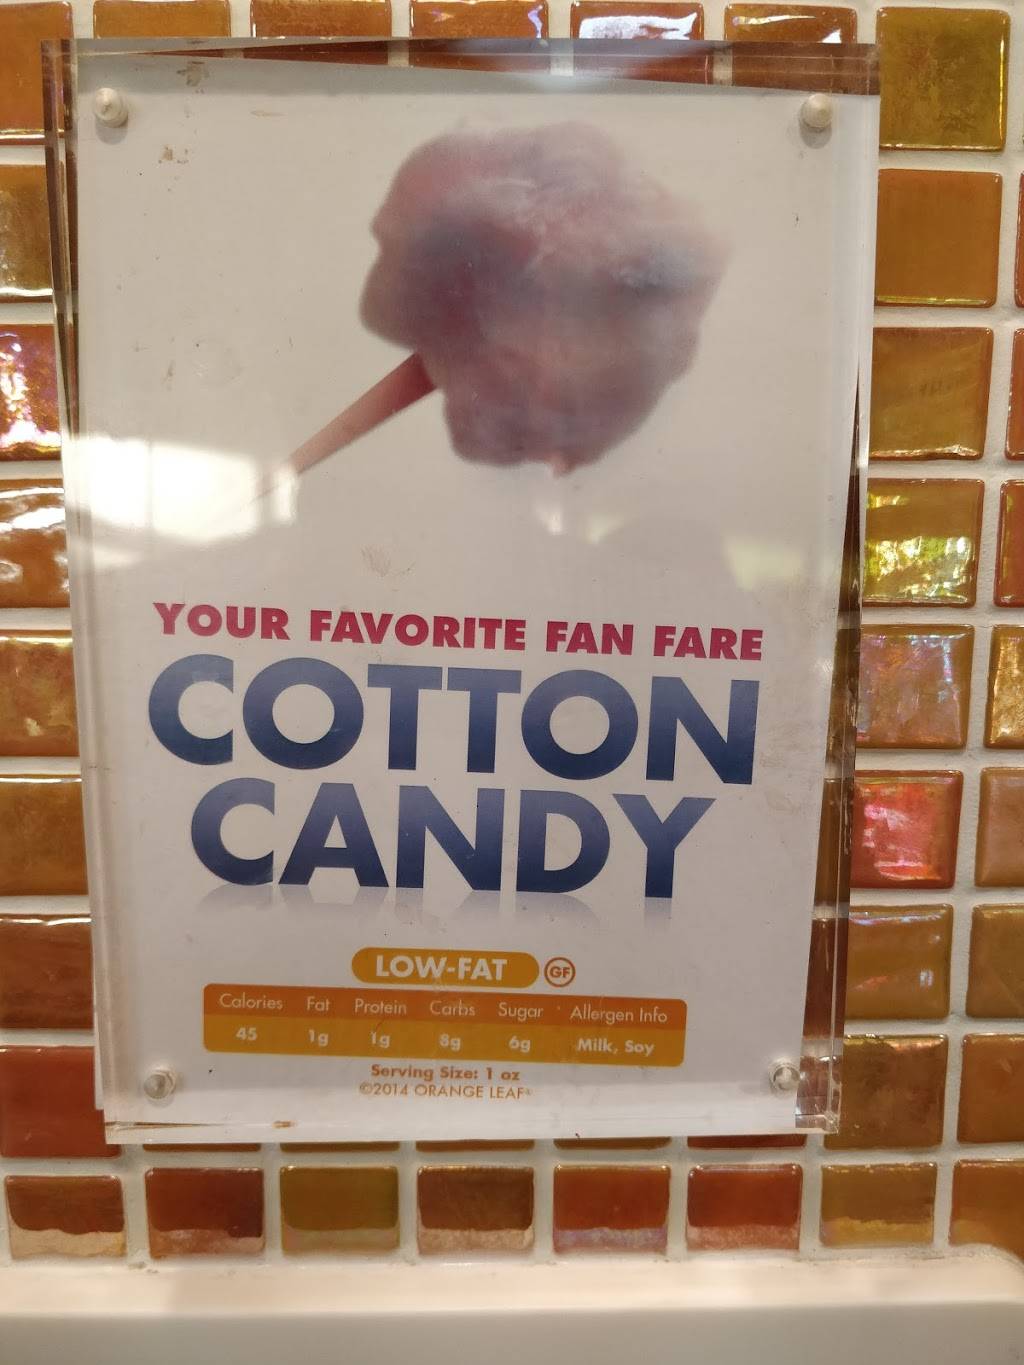 YOUR FAVORITE FAN FARE
COTTON
CANDY
LOW-FAT GF
Calories Fat Protein Carbs Sugar Allergen Info
45 1g 1g 8g 6g Milk, Soy
Serving Size: 1 oz
©2014 ORANGE LEAF®